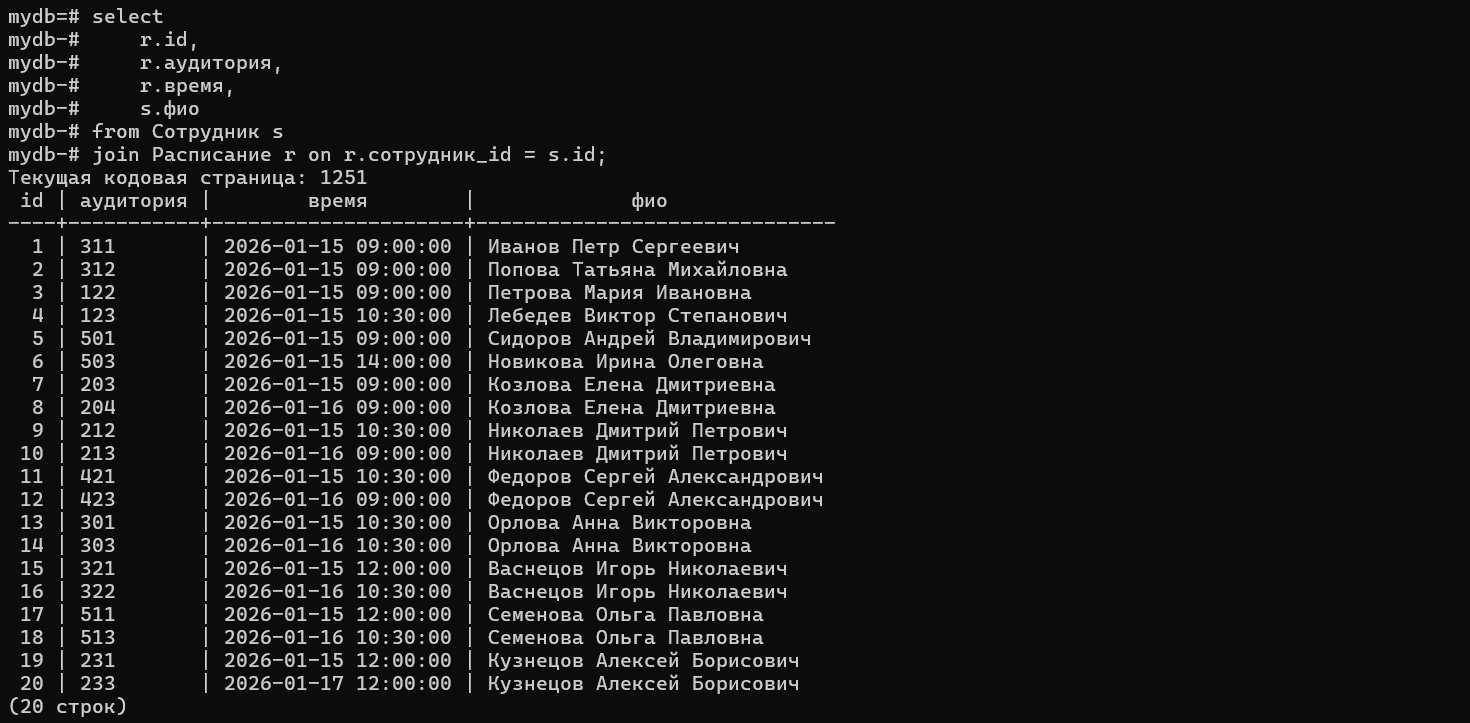 mydb=# select
mydb-#     r.id,
mydb-#     r.аудитория,
mydb-#     r.время,
mydb-#     s.фио
mydb-# from Сотрудник s
mydb-# join Расписание r on r.сотрудник_id = s.id;
Текущая кодовая страница: 1251
 id | аудитория |        время        |             фио
----+-----------+---------------------+------------------------------
  1 | 311       | 2026-01-15 09:00:00 | Иванов Петр Сергеевич
  2 | 312       | 2026-01-15 09:00:00 | Попова Татьяна Михайловна
  3 | 122       | 2026-01-15 09:00:00 | Петрова Мария Ивановна
  4 | 123       | 2026-01-15 10:30:00 | Лебедев Виктор Степанович
  5 | 501       | 2026-01-15 09:00:00 | Сидоров Андрей Владимирович
  6 | 503       | 2026-01-15 14:00:00 | Новикова Ирина Олеговна
  7 | 203       | 2026-01-15 09:00:00 | Козлова Елена Дмитриевна
  8 | 204       | 2026-01-16 09:00:00 | Козлова Елена Дмитриевна
  9 | 212       | 2026-01-15 10:30:00 | Николаев Дмитрий Петрович
 10 | 213       | 2026-01-16 09:00:00 | Николаев Дмитрий Петрович
 11 | 421       | 2026-01-15 10:30:00 | Федоров Сергей Александрович
 12 | 423       | 2026-01-16 09:00:00 | Федоров Сергей Александрович
 13 | 301       | 2026-01-15 10:30:00 | Орлова Анна Викторовна
 14 | 303       | 2026-01-16 10:30:00 | Орлова Анна Викторовна
 15 | 321       | 2026-01-15 12:00:00 | Васнецов Игорь Николаевич
 16 | 322       | 2026-01-16 10:30:00 | Васнецов Игорь Николаевич
 17 | 511       | 2026-01-15 12:00:00 | Семенова Ольга Павловна
 18 | 513       | 2026-01-16 10:30:00 | Семенова Ольга Павловна
 19 | 231       | 2026-01-15 12:00:00 | Кузнецов Алексей Борисович
 20 | 233       | 2026-01-17 12:00:00 | Кузнецов Алексей Борисович
(20 строк)